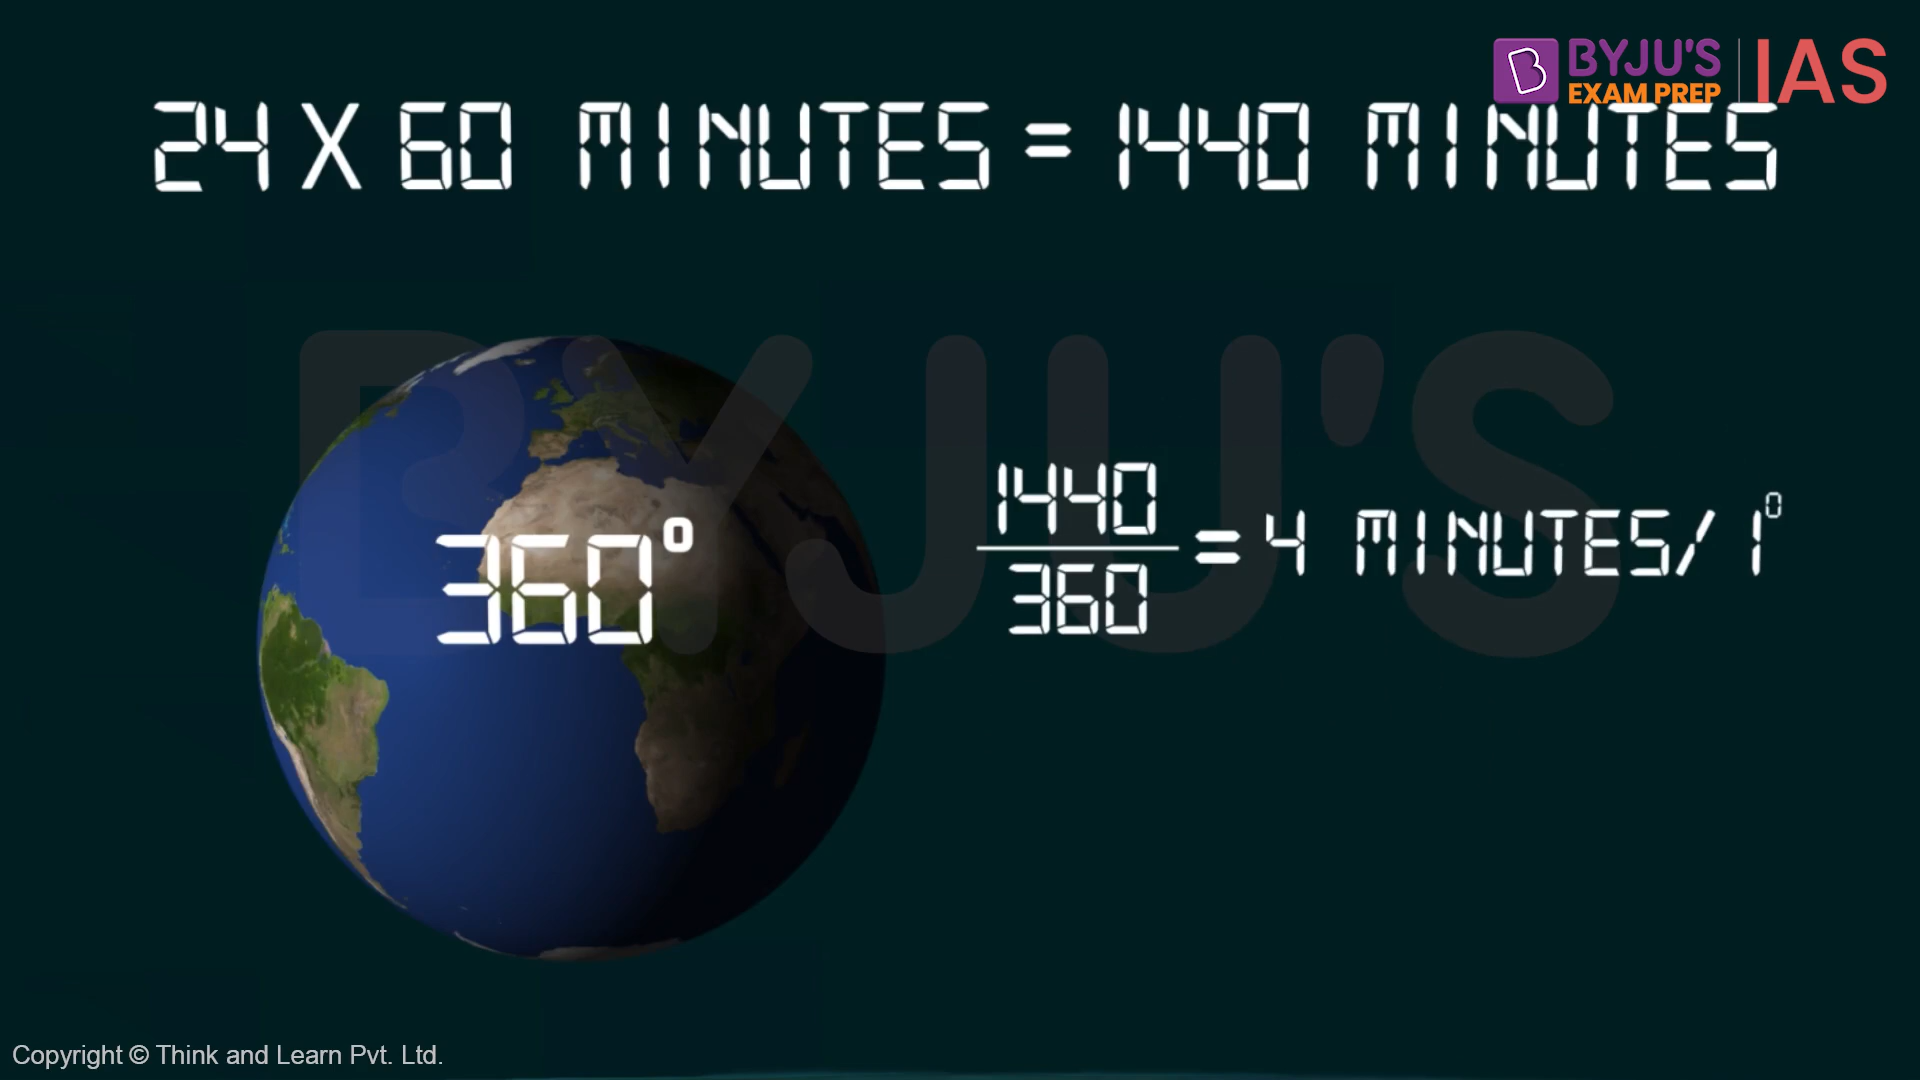 BYJU'S
EXAM PREP
IAS
24 X 60 MINUTES = 1440 MINUTES
BYJU'S
360°
1440
360
= 4 MINUTES/ 1°
Copyright © Think and Learn Pvt. Ltd.